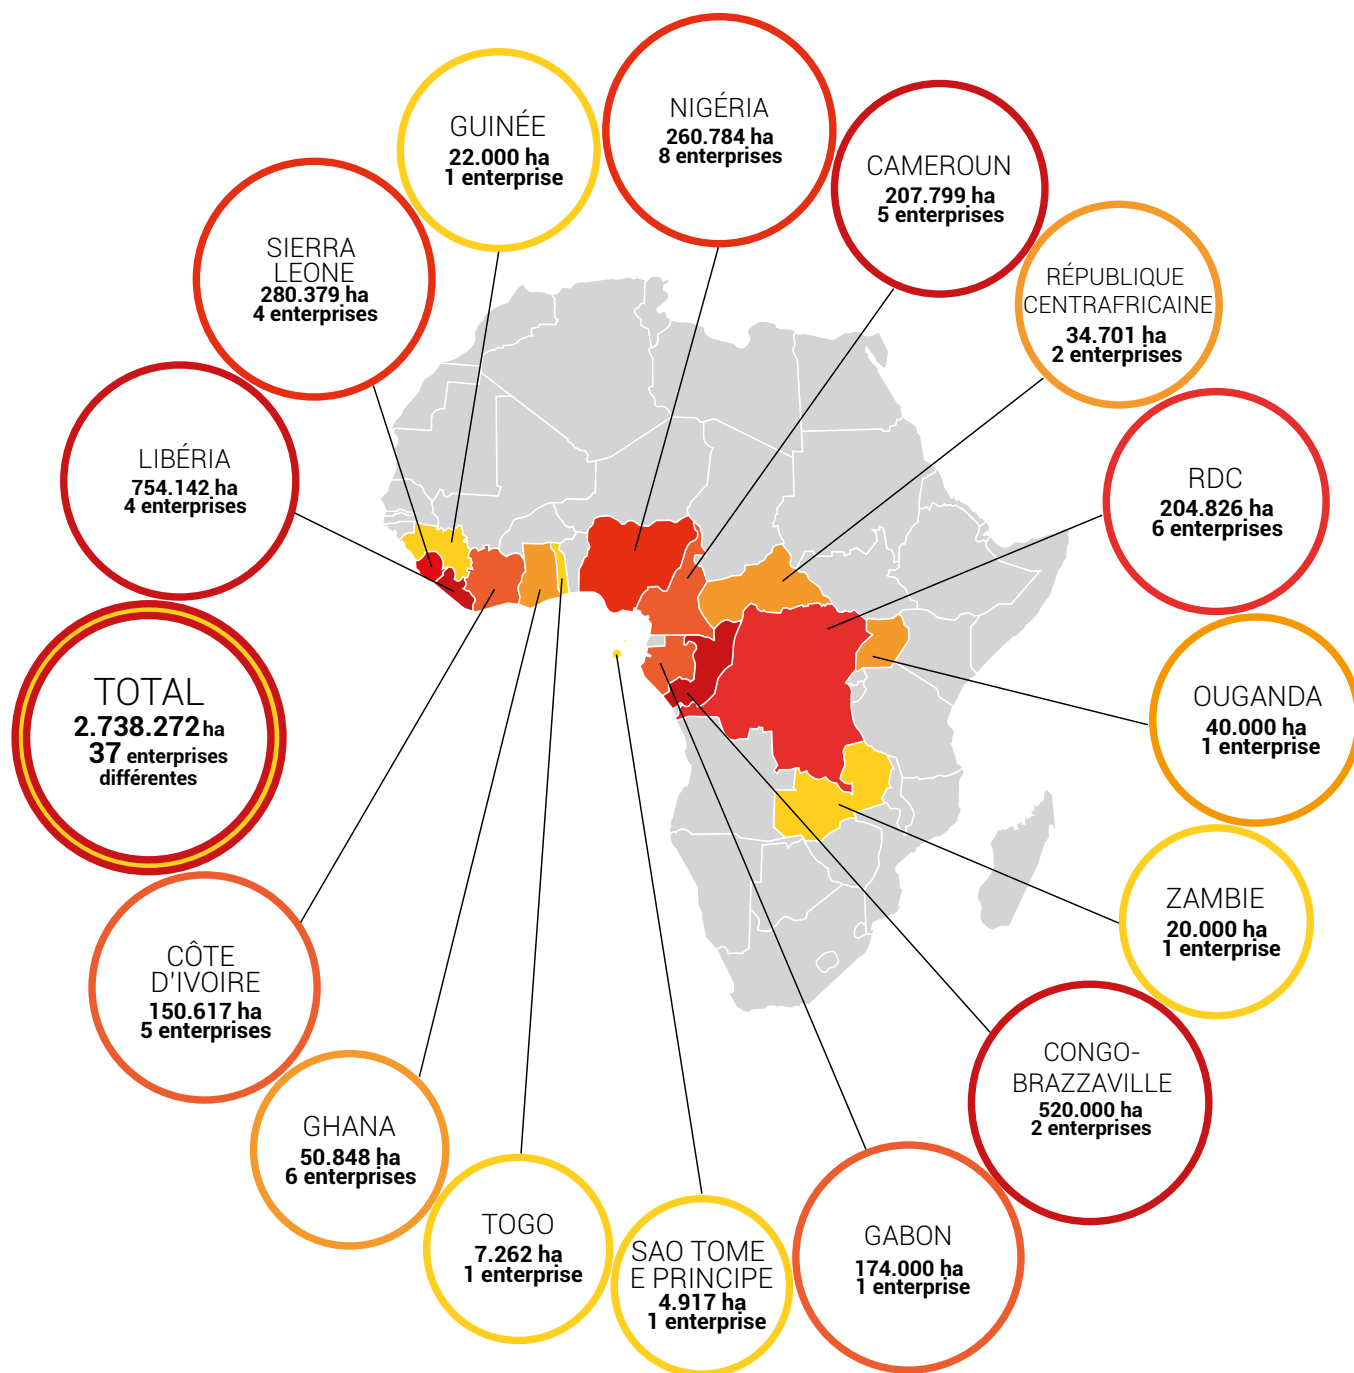 NIGÉRIA
260.784 ha
8 enterprises
GUINÉE
22.000 ha
1 enterprise
CAMEROUN
207.799 ha
5 enterprises
SIERRA
LEONE
280.379 ha
4 enterprises
RÉPUBLIQUE
CENTRAFRICAINE
34.701 ha
2 enterprises
LIBÉRIA
754.142 ha
4 enterprises
RDC
204.826 ha
6 enterprises
TOTAL
2.738.272 ha
37 enterprises
différentes
OUGANDA
40.000 ha
1 enterprise
ZAMBIE
20.000 ha
1 enterprise
CÔTE
D'IVOIRE
150.617 ha
5 enterprises
CONGO-
BRAZZAVILLE
520.000 ha
2 enterprises
GHANA
50.848 ha
6 enterprises
TOGO
7.262 ha
1 enterprise
SAO TOME
E PRINCIPE
4.917 ha
1 enterprise
GABON
174.000 ha
1 enterprise